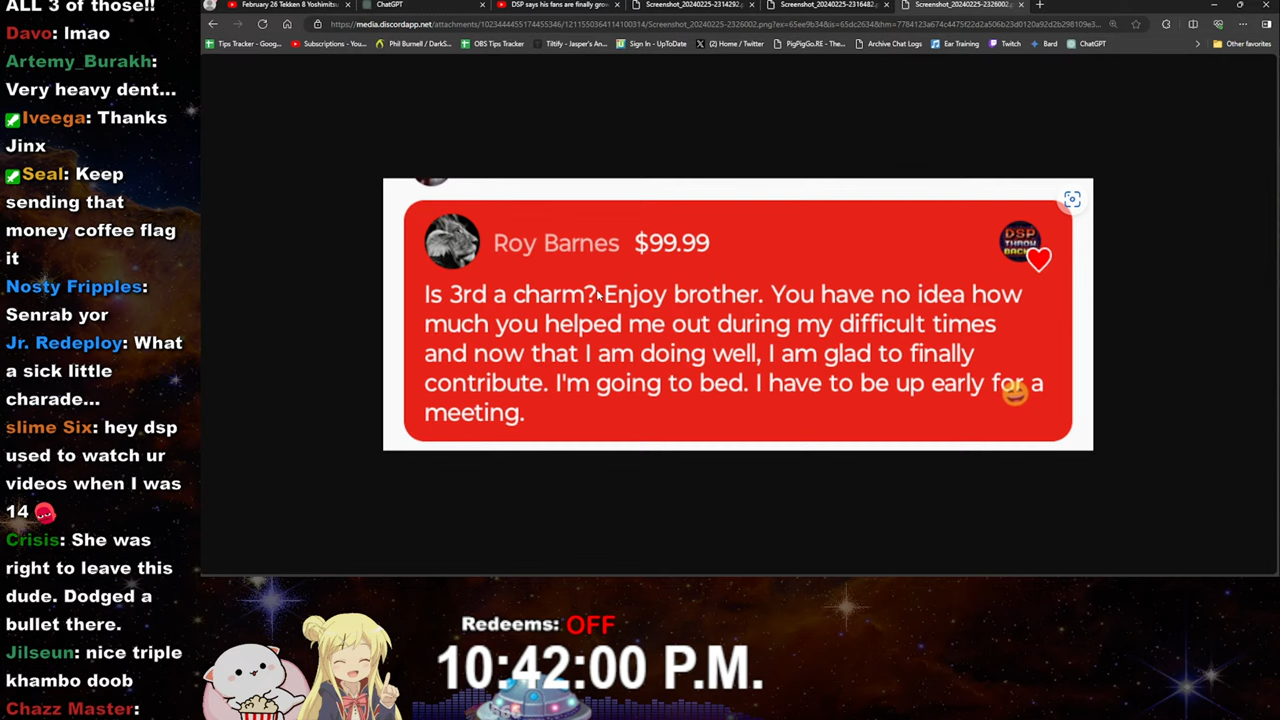 ALL 3 of those!!
Davo: lmao
Artemy_Burakh:
Very heavy dent...
Iveega: Thanks
Jinx
Seal: Keep
sending that
money coffee flag
it
Nosty Fripples:
Senrab yor
Jr. Redeploy: What
a sick little
charade...
slime Six: hey dsp
used to watch ur
videos when I was
14
Crisis: She was
right to leave this
dude. Dodged a
bullet there.
Jilseun: nice triple
khambo doob
Chazz Master:
February 26 Tekken 8 Yoshimits
ChatGPT
DSP says his fans are finally grov
Screenshot_20240225-2314292.p
Screenshot_20240225-2316482.p
Screenshot_20240225-2326002.p
Tips Tracker - Goog...
Subscriptions - You...
Phil Burnell / DarkS...
OBS Tips Tracker
Tiltify - Jasper's An...
Sign In - UpToDate
(2) Home / Twitter
PigPigGo.RE - The...
Archive Chat Logs
Ear Training
Twitch
Bard
ChatGPT
Other favorites
Roy Barnes $99.99
DSP
THROW
BACK
Is 3rd a charm? Enjoy brother. You have no idea how
much you helped me out during my difficult times
and now that I am doing well, I am glad to finally
contribute. I'm going to bed. I have to be up early for a
meeting.
Redeems: OFF
10:42:00 P.M.